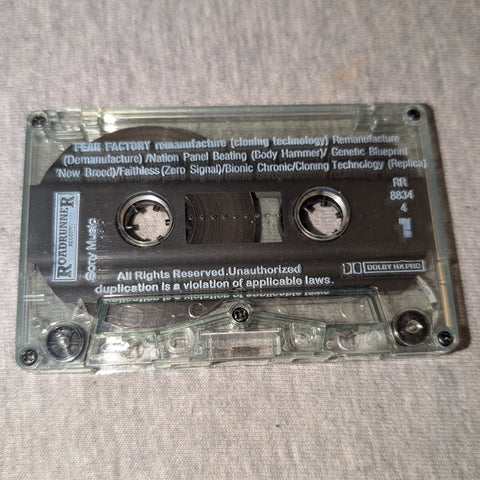 FEAR FACTORY remanufacture (cloning technology) Remanufacture
(Demanufacture) /Nation Panel Beating (Body Hammer)/ Genetic Blueprint
'New Breed)/Faithless (Zero Signal)/Bionic Chronic/Cloning Technology (Replica)
RR
8834
4
1
ROADRUNNER
RECORDS
Sony Music
All Rights Reserved.Unauthorized
duplication is a violation of applicable laws.
DOLBY HX PRO